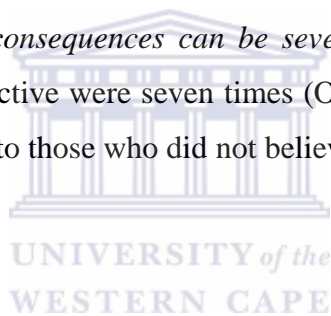 consequences can be seve
ctive were seven times (O
to those who did not believ
UNIVERSITY of the
WESTERN CAPE